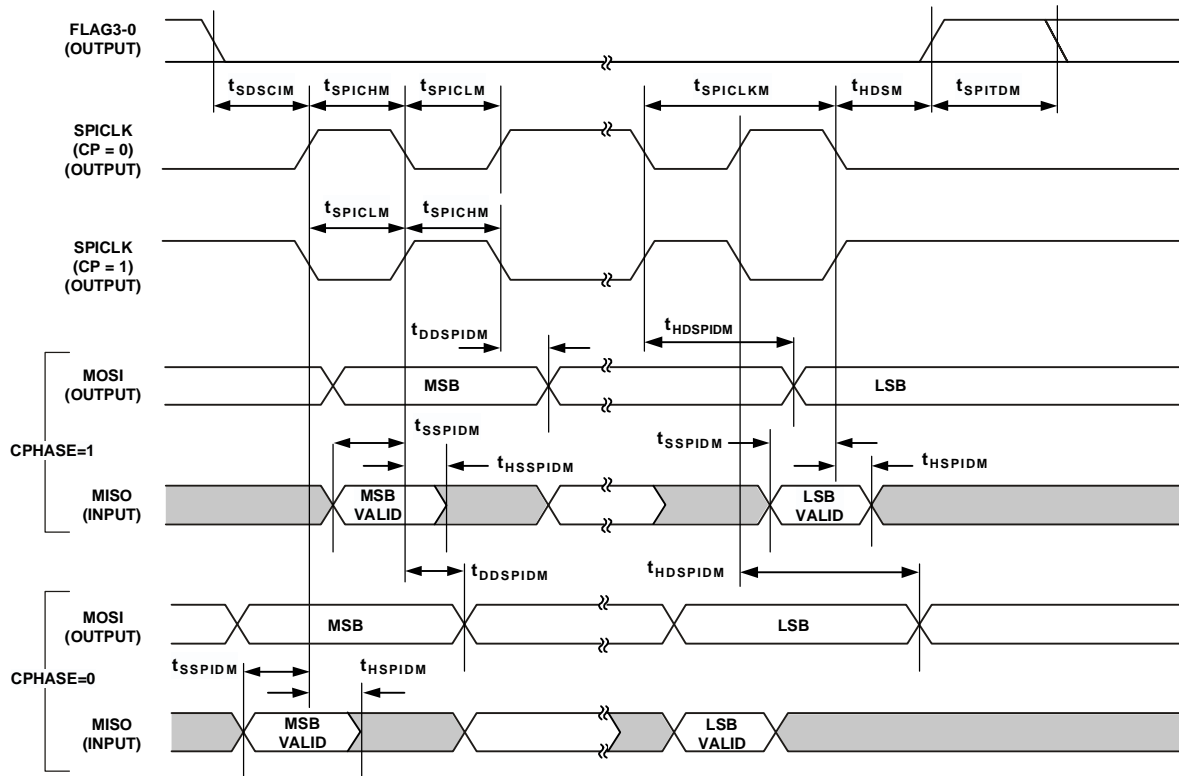 FLAG3-0
(OUTPUT)
tSDSCIM
tSPICHM
tSPICLM
tSPICLKM
tHDSM
tSPITDM
SPICLK
(CP = 0)
(OUTPUT)
tSPICLM
tSPICHM
SPICLK
(CP = 1)
(OUTPUT)
tDDSPIDM
tHDSPIDM
MOSI
(OUTPUT)
MSB
LSB
CPHASE=1
tSSPIDM
tHSSPIDM
tSSPIDM
tHSPIDM
MISO
(INPUT)
MSB
VALID
LSB
VALID
tDDSPIDM
tHDSPIDM
MOSI
(OUTPUT)
MSB
LSB
CPHASE=0
tSSPIDM
tHSPIDM
MISO
(INPUT)
MSB
VALID
LSB
VALID